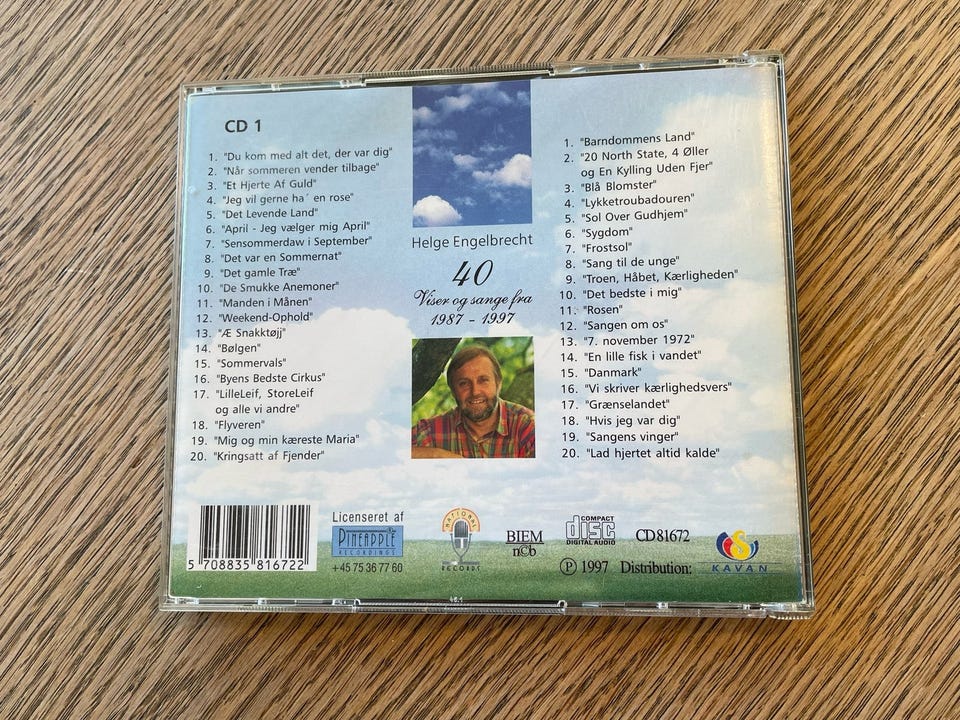 CD 1
1. "Du kom med alt det, der var dig"
2. "Når sommeren vender tilbage"
3. "Et Hjerte Af Guld"
4. "Jeg vil gerne ha´ en rose"
5. "Det Levende Land"
6. "April - Jeg vælger mig April"
7. "Sensommerdaw i September"
8. "Det var en Sommernat"
9. "Det gamle Træ"
10. "De Smukke Anemoner"
11. "Manden i Månen"
12. "Weekend-Ophold"
13. "Æ Snakktøjj"
14. "Bølgen"
15. "Sommervals"
16. "Byens Bedste Cirkus"
17. "LilleLeif, StoreLeif
og alle vi andre"
18. "Flyveren"
19. "Mig og min kæreste Maria"
20. "Kringsatt af Fjender"
Helge Engelbrecht
40
Viser og sange fra
1987 - 1997
1. "Barndommens Land"
2. "20 North State, 4 Øller
og En Kylling Uden Fjer"
3. "Blå Blomster"
4. "Lykketroubadouren"
5. "Sol Over Gudhjem"
6. "Sygdom"
7. "Frostsol"
8. "Sang til de unge"
9. "Troen, Håbet, Kærligheden"
10. "Det bedste i mig"
11. "Rosen"
12. "Sangen om os"
13. "7. november 1972"
14. "En lille fisk i vandet"
15. "Danmark"
16. "Vi skriver kærlighedsvers"
17. "Grænselandet"
18. "Hvis jeg var dig"
19. "Sangens vinger"
20. "Lad hjertet altid kalde"
5 708835 816722
Licenseret af
PINEAPPLE
RECORDINGS
+45 75 36 77 60
NATIONAL
RECORDS
BIEM
n©b
COMPACT
disc
DIGITAL AUDIO
CD81672
Ⓟ 1997 Distribution:
KAVAN